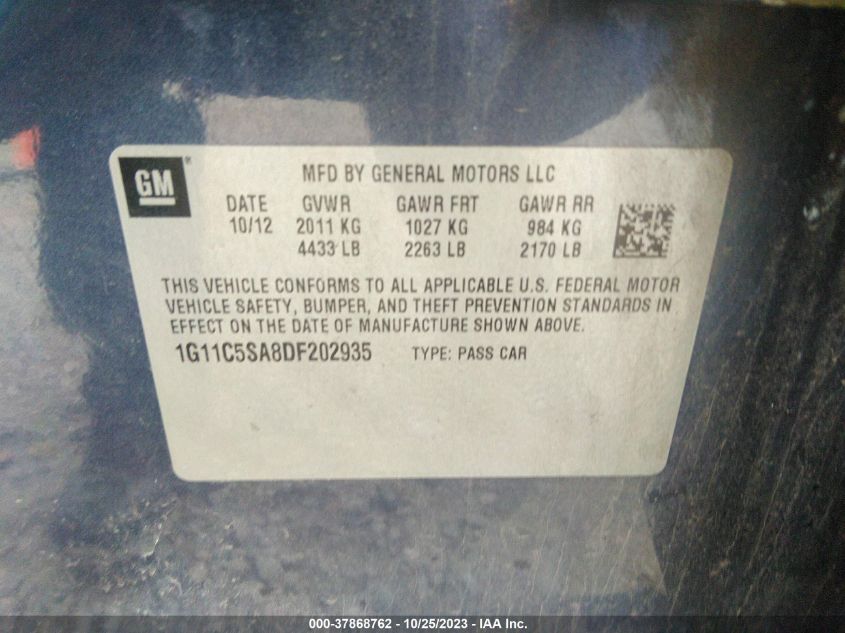 GM ®
MFD BY GENERAL MOTORS LLC
DATE GVWR GAWR FRT GAWR RR
10/12 2011 KG 1027 KG 984 KG
4433 LB 2263 LB 2170 LB
THIS VEHICLE CONFORMS TO ALL APPLICABLE U.S. FEDERAL MOTOR
VEHICLE SAFETY, BUMPER, AND THEFT PREVENTION STANDARDS IN
EFFECT ON THE DATE OF MANUFACTURE SHOWN ABOVE.
1G11C5SA8DF202935 TYPE: PASS CAR
000-37868762 - 10/25/2023 - IAA Inc.